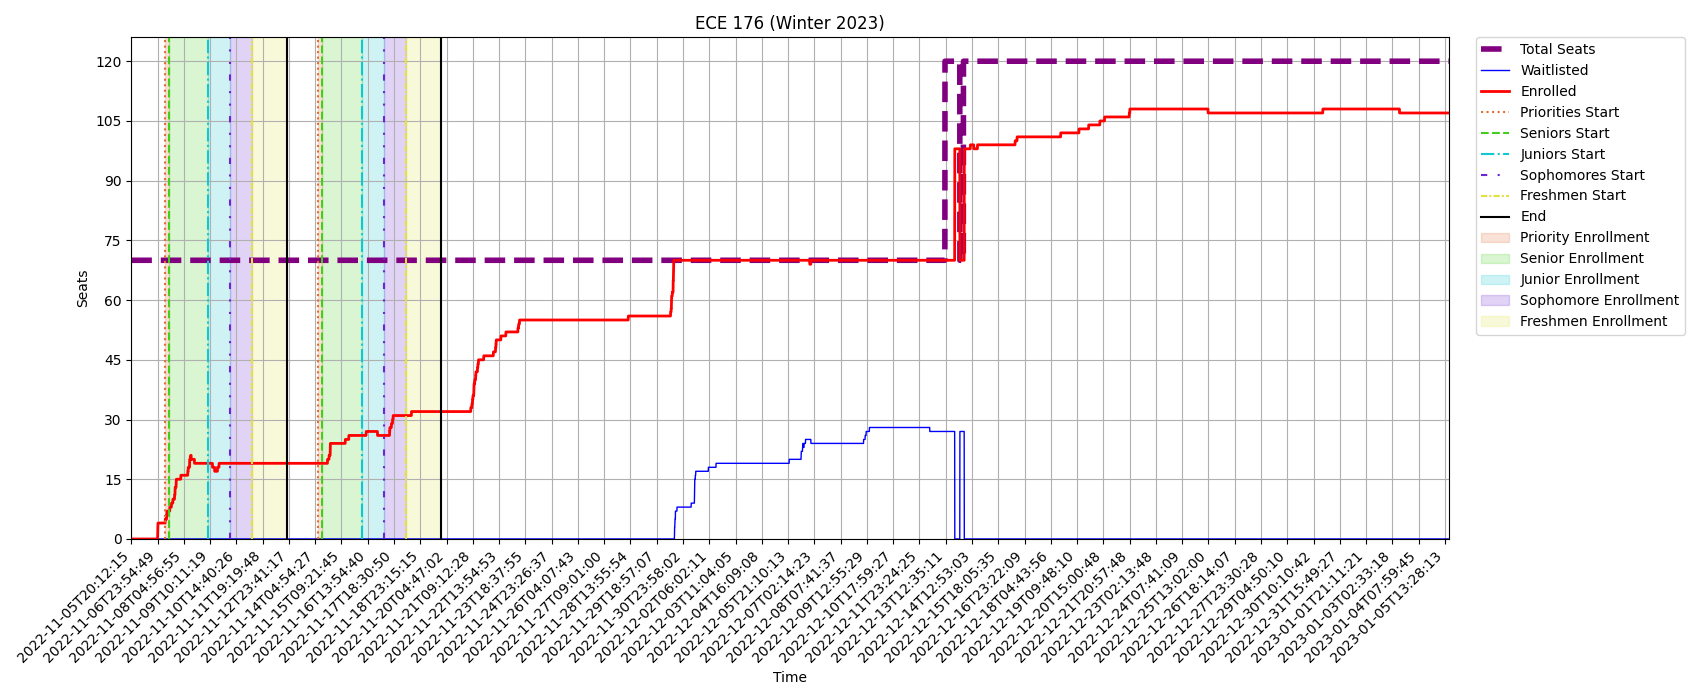 ECE 176 (Winter 2023)
120
105
90
75
60
45
30
15
0
Seats
2022-11-05T20:12:15
2022-11-06T23:54:49
2022-11-08T04:56:55
2022-11-09T10:11:19
2022-11-10T14:40:26
2022-11-11T19:19:48
2022-11-12T23:41:17
2022-11-14T04:54:27
2022-11-15T09:21:45
2022-11-16T13:54:40
2022-11-17T18:30:50
2022-11-18T23:15:15
2022-11-20T04:47:02
2022-11-21T09:12:28
2022-11-22T13:54:53
2022-11-23T18:37:55
2022-11-24T23:26:37
2022-11-26T04:07:43
2022-11-27T09:01:00
2022-11-28T13:55:54
2022-11-29T18:57:07
2022-11-30T23:58:02
2022-12-02T06:02:11
2022-12-03T11:04:05
2022-12-04T16:09:08
2022-12-05T21:10:13
2022-12-07T02:14:23
2022-12-08T07:41:37
2022-12-09T12:55:29
2022-12-10T17:59:27
2022-12-11T23:24:25
2022-12-13T12:35:11
2022-12-14T12:53:03
2022-12-15T18:05:35
2022-12-16T23:22:09
2022-12-18T04:43:56
2022-12-19T09:48:10
2022-12-20T15:00:48
2022-12-21T20:57:48
2022-12-23T02:13:48
2022-12-24T07:41:09
2022-12-25T13:02:00
2022-12-26T18:14:07
2022-12-27T23:30:28
2022-12-29T04:50:10
2022-12-30T10:10:42
2022-12-31T15:49:27
2023-01-01T21:11:21
2023-01-03T02:33:18
2023-01-04T07:59:45
2023-01-05T13:28:13
Time
Total Seats
Waitlisted
Enrolled
Priorities Start
Seniors Start
Juniors Start
Sophomores Start
Freshmen Start
End
Priority Enrollment
Senior Enrollment
Junior Enrollment
Sophomore Enrollment
Freshmen Enrollment